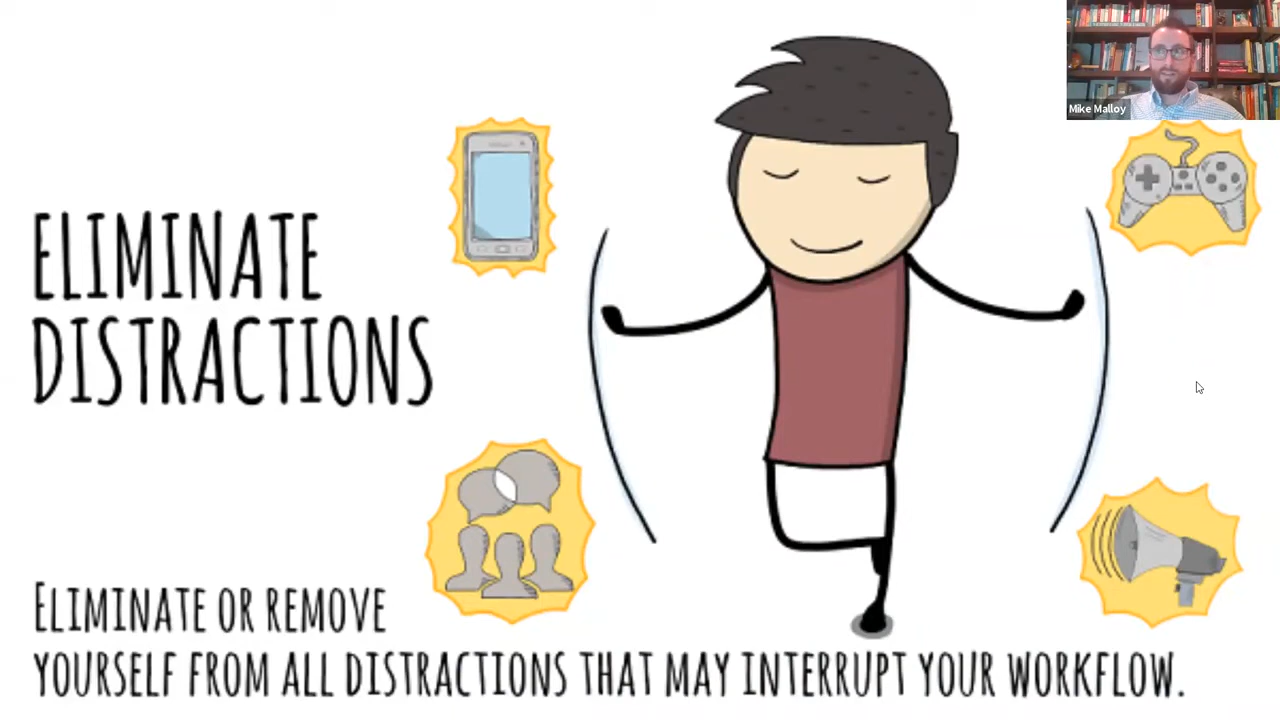 Mike Malloy
ELIMINATE
DISTRACTIONS
ELIMINATE OR REMOVE
YOURSELF FROM ALL DISTRACTIONS THAT MAY INTERRUPT YOUR WORKFLOW.